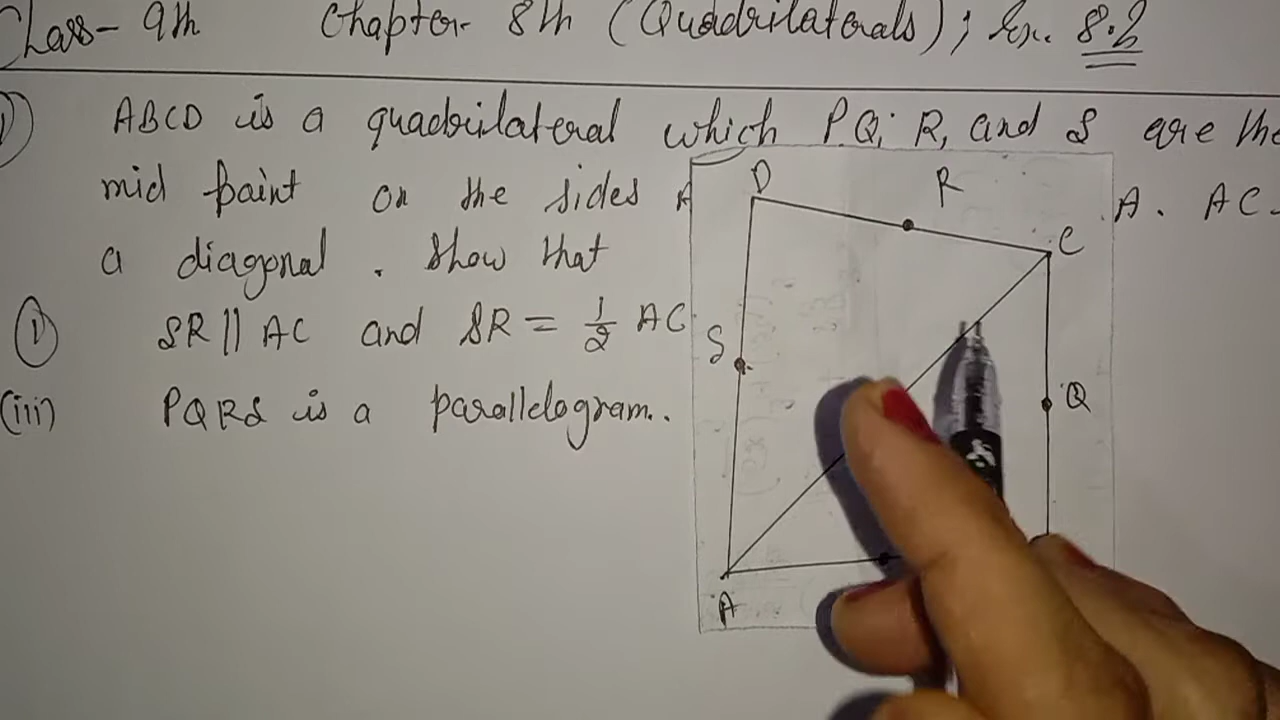 Class- 9th Chapter- 8th (Quadrilaterals) ; Ex. 8.2
ABCD is a quadrilateral which P,Q, R, and S are the
mid point on the sides A. AC-
a diagonal . Show that
(i) SR || AC and SR = 1/2 AC
(iii) PQRS is a parallelogram..
D
R
C
S
Q
A